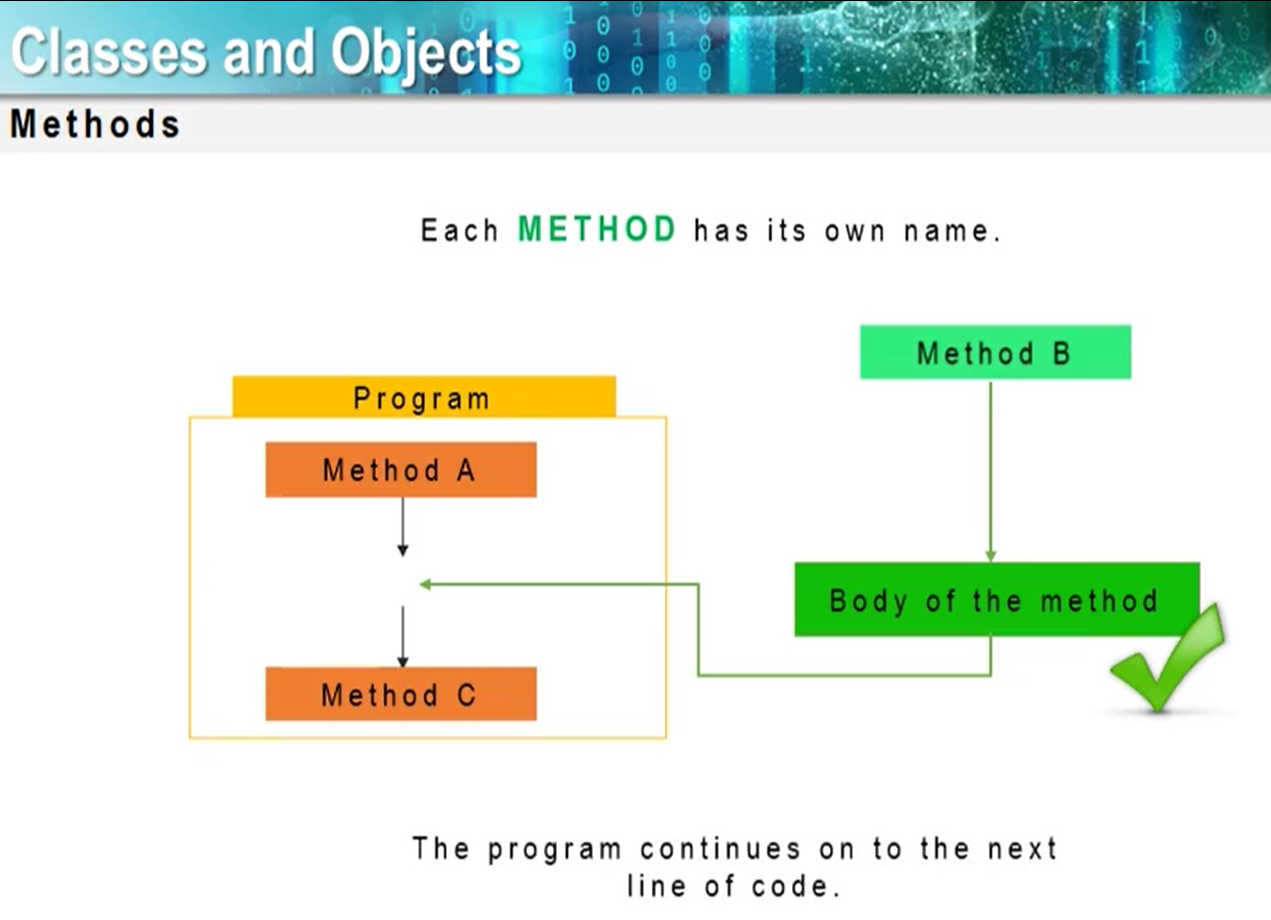 Classes and Objects
Methods
Each METHOD has its own name.
Method B
Program
Method A
Body of the method
Method C
The program continues on to the next
line of code.